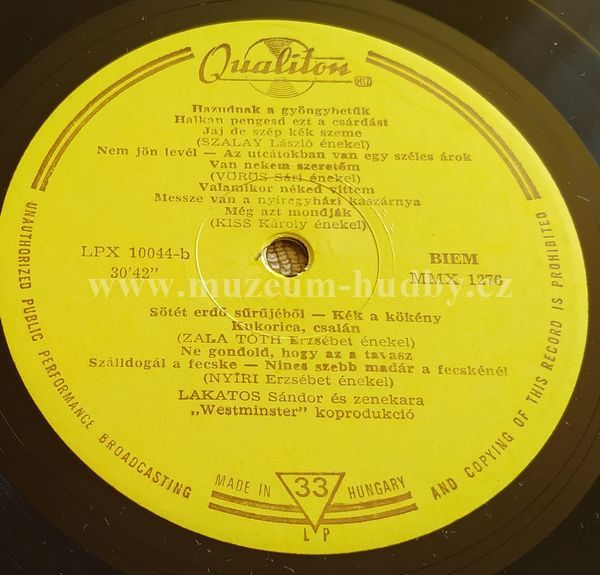 Qualiton
MHV
Hazudnak a gyöngybetűk
Halkan pengesd ezt a csárdást
Jaj de szép kék szeme
(SZALAY László énekel)
Nem jön levél — Az utcátokban van egy széles árok
Van nekem szeretőm
(VÖRÖS Sári énekel)
Valamikor néked vittem
Messze van a nyíregyházi kaszárnya
Még azt mondják
(KISS Károly énekel)
LPX 10044-b
30'42"
BIEM
MMX 1276
www.muzeum-hudby.cz
Sötét erdő sűrűjéből — Kék a kökény
Kukorica, csalán
(ZALA TÓTH Erzsébet énekel)
Ne gondold, hogy az a tavasz
Szálldogál a fecske — Nincs szebb madár a fecskénél
(NYÍRI Erzsébet énekel)
LAKATOS Sándor és zenekara
„Westminster" koprodukció
UNAUTHORIZED PUBLIC PERFORMANCE BROADCASTING
AND COPYING OF THIS RECORD IS PROHIBITED
MADE IN 33 HUNGARY
LP